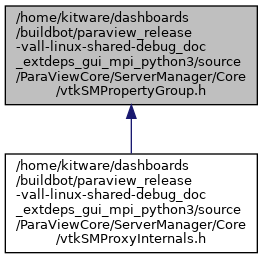 /home/kitware/dashboards
/buildbot/paraview_release
-vall-linux-shared-debug_doc
_extdeps_gui_mpi_python3/source
/ParaViewCore/ServerManager/Core
/vtkSMPropertyGroup.h
/home/kitware/dashboards
/buildbot/paraview_release
-vall-linux-shared-debug_doc
_extdeps_gui_mpi_python3/source
/ParaViewCore/ServerManager/Core
/vtkSMProxyInternals.h